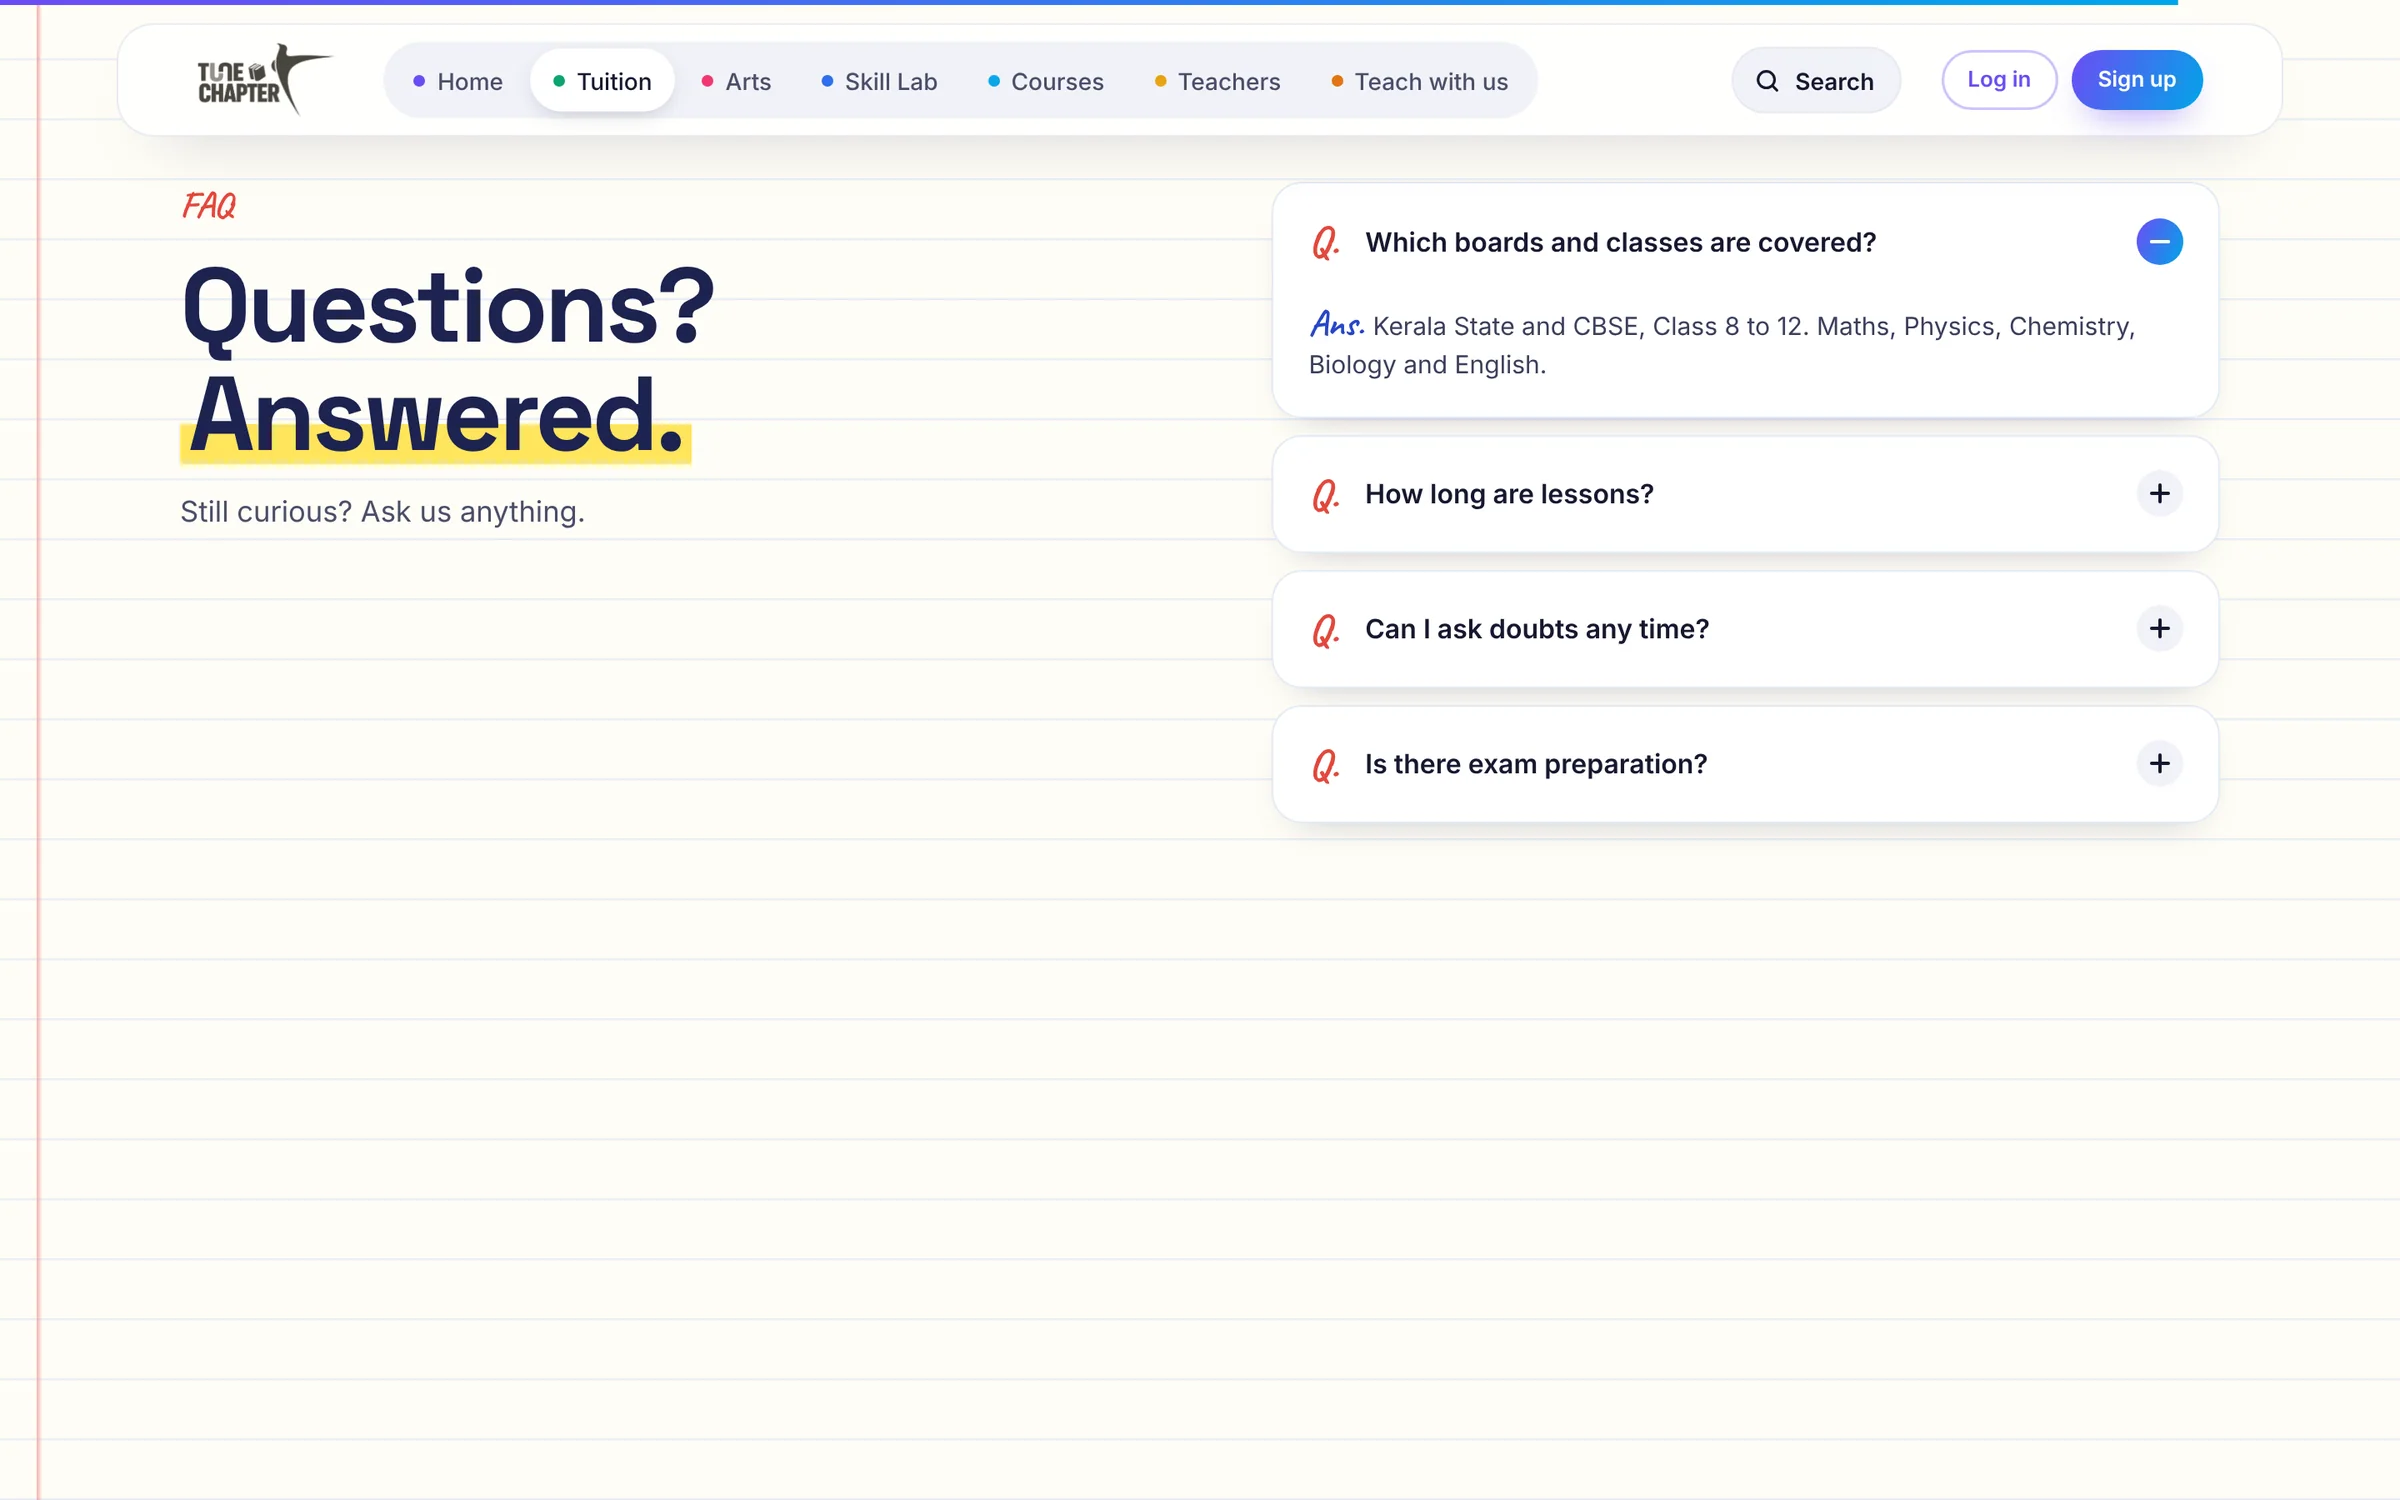 TUNE
CHAPTER
Home
Tuition
Arts
Skill Lab
Courses
Teachers
Teach with us
Search
Log in
Sign up
FAQ
Questions?
Answered.
Still curious? Ask us anything.
Q. Which boards and classes are covered?
Ans. Kerala State and CBSE, Class 8 to 12. Maths, Physics, Chemistry,
Biology and English.
Q. How long are lessons?
Q. Can I ask doubts any time?
Q. Is there exam preparation?